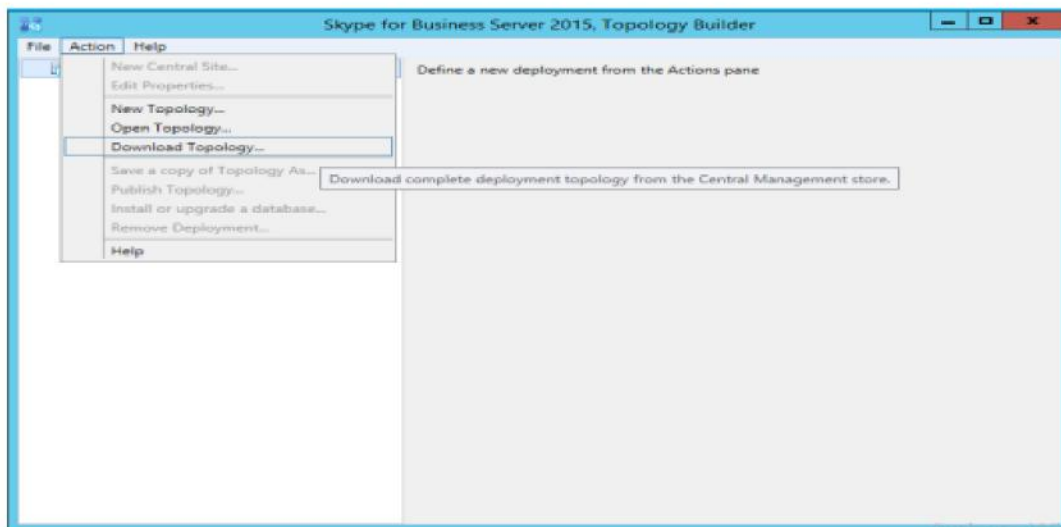 Skype for Business Server 2015, Topology Builder
File Action Help
New Central Site...
Edit Properties...
Define a new deployment from the Actions pane
New Topology...
Open Topology...
Download Topology...
Save a copy of Topology As...
Download complete deployment topology from the Central Management store.
Publish Topology...
Install or upgrade a database...
Remove Deployment...
Help